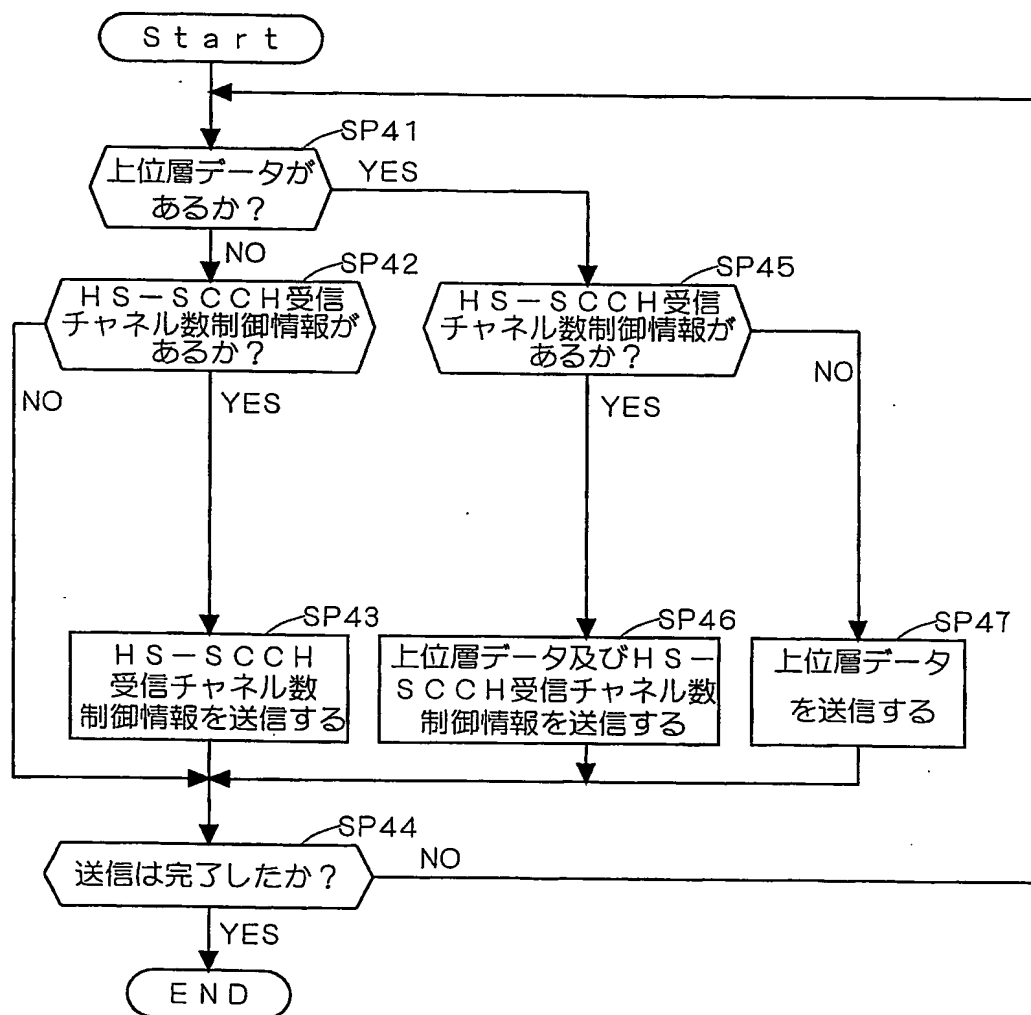 Start
SP41
上位層データが
あるか？
YES
NO
SP42
HS－SCCH受信
チャネル数制御情報が
あるか？
NO
YES
SP45
HS－SCCH受信
チャネル数制御情報が
あるか？
NO
YES
SP43
HS－SCCH
受信チャネル数
制御情報を送信する
SP46
上位層データ及びHS－
SCCH受信チャネル数
制御情報を送信する
SP47
上位層データ
を送信する
SP44
送信は完了したか？
NO
YES
END